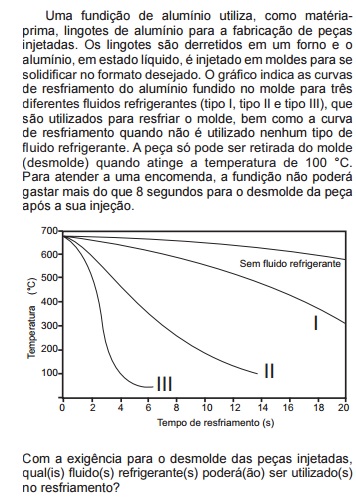 Uma fundição de alumínio utiliza, como matéria-
prima, lingotes de alumínio para a fabricação de peças
injetadas. Os lingotes são derretidos em um forno e o
alumínio, em estado líquido, é injetado em moldes para se
solidificar no formato desejado. O gráfico indica as curvas
de resfriamento do alumínio fundido no molde para três
diferentes fluidos refrigerantes (tipo I, tipo II e tipo III), que
são utilizados para resfriar o molde, bem como a curva
de resfriamento quando não é utilizado nenhum tipo de
fluido refrigerante. A peça só pode ser retirada do molde
(desmolde) quando atinge a temperatura de 100 °C.
Para atender a uma encomenda, a fundição não poderá
gastar mais do que 8 segundos para o desmolde da peça
após a sua injeção.
700
600
500
400
300
200
100
Temperatura (°C)
Sem fluido refrigerante
I
II
III
0 2 4 6 8 10 12 14 16 18 20
Tempo de resfriamento (s)
Com a exigência para o desmolde das peças injetadas,
qual(is) fluido(s) refrigerante(s) poderá(ão) ser utilizado(s)
no resfriamento?